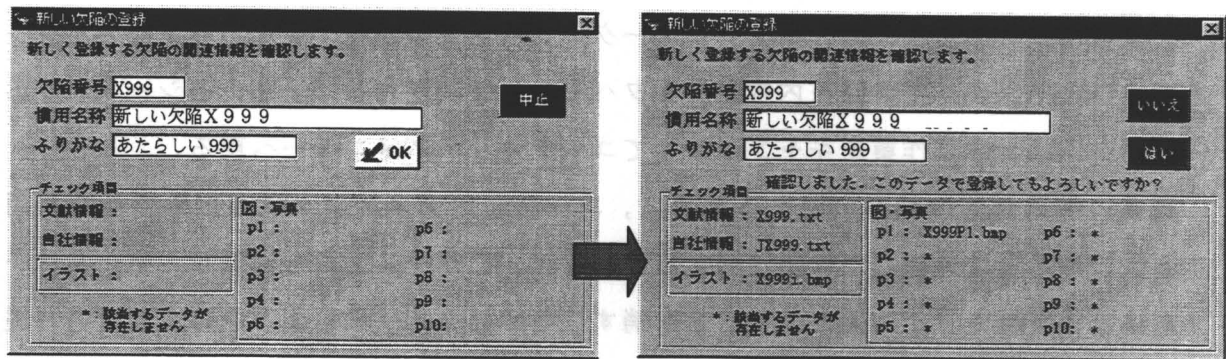 新しい欠陥の登録
新しく登録する欠陥の関連情報を確認します。
欠陥番号 X999
慣用名称 新しい欠陥X999
ふりがな あたらしい999
中止
OK
チェック項目
文献情報：
自社情報：
イラスト：
*：該当するデータが
存在しません
図・写真
p1：
p2：
p3：
p4：
p5：
p6：
p7：
p8：
p9：
p10:
新しい欠陥の登録
新しく登録する欠陥の関連情報を確認します。
欠陥番号 X999
慣用名称 新しい欠陥X999
ふりがな あたらしい999
いいえ
はい
確認しました。このデータで登録してもよろしいですか？
チェック項目
文献情報：X999.txt
自社情報：JX999.txt
イラスト：X999i.bmp
*：該当するデータが
存在しません
図・写真
p1：X999P1.bmp
p2：*
p3：*
p4：*
p5：*
p6：*
p7：*
p8：*
p9：*
p10: *